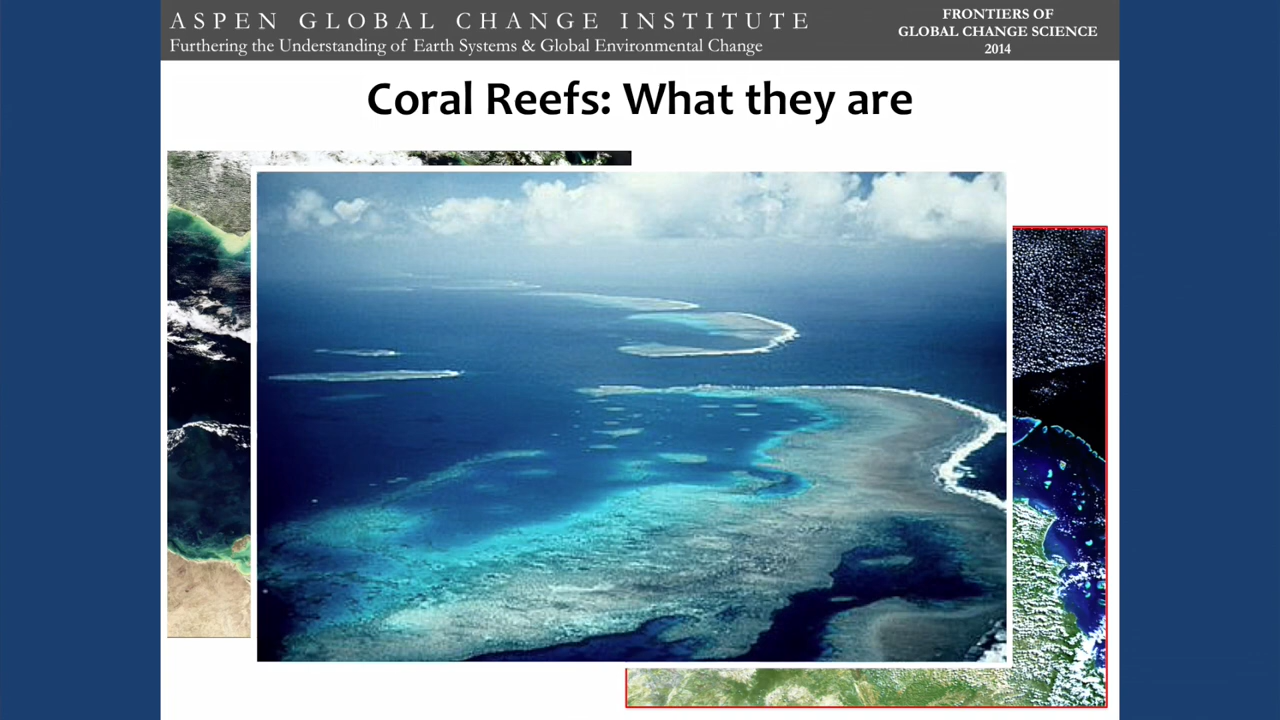 ASPEN GLOBAL CHANGE INSTITUTE
Furthering the Understanding of Earth Systems & Global Environmental Change
FRONTIERS OF
GLOBAL CHANGE SCIENCE
2014
Coral Reefs: What they are